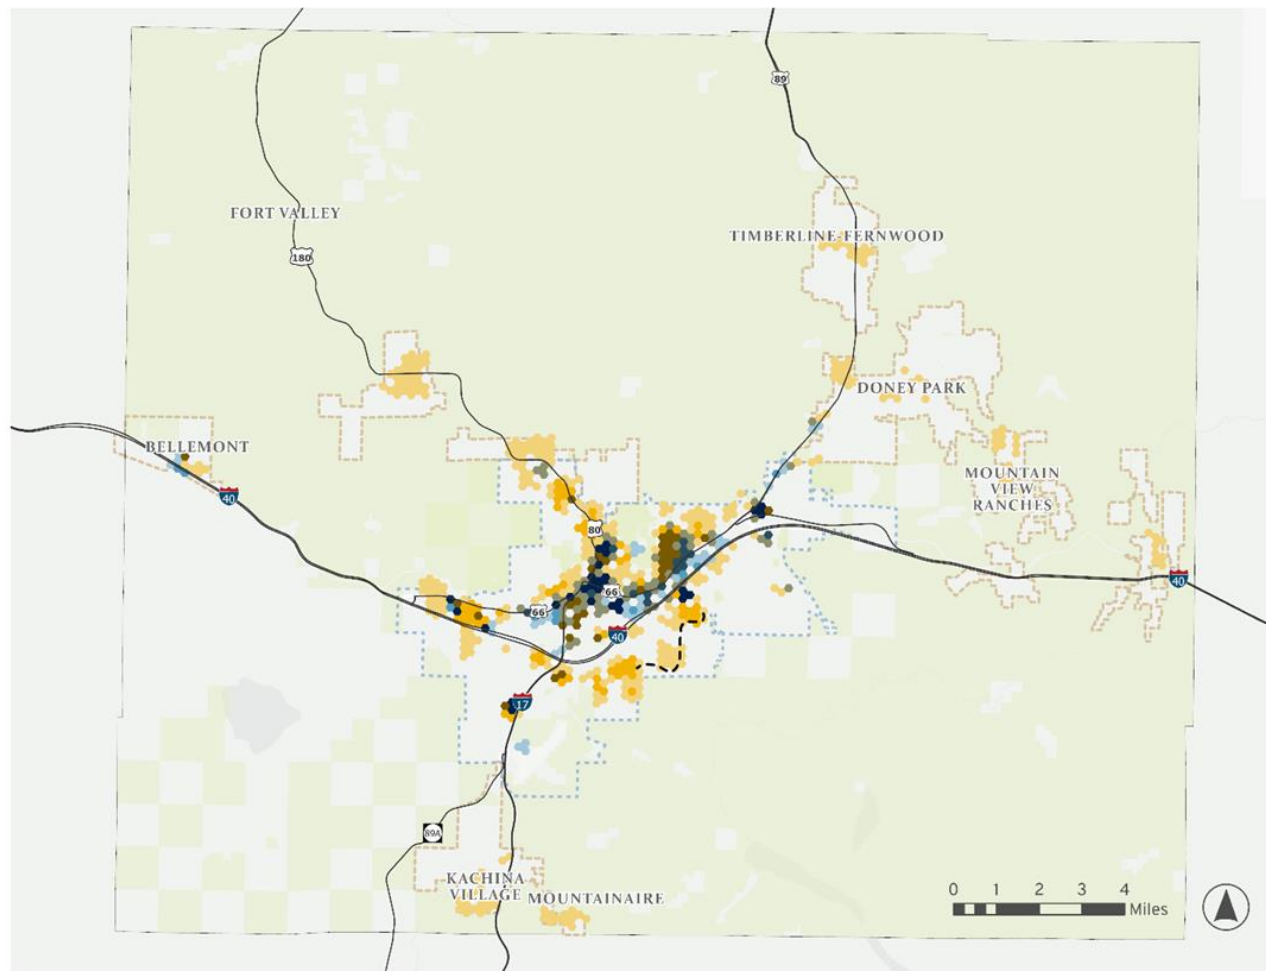 89
FORT VALLEY
TIMBERLINE-FERNWOOD
180
DONEY PARK
BELLEMONT
MOUNTAIN
VIEW
RANCHES
40
80
40
66
66
40
17
89A
KACHINA
VILLAGE
MOUNTAINAIRE
0 1 2 3 4
Miles